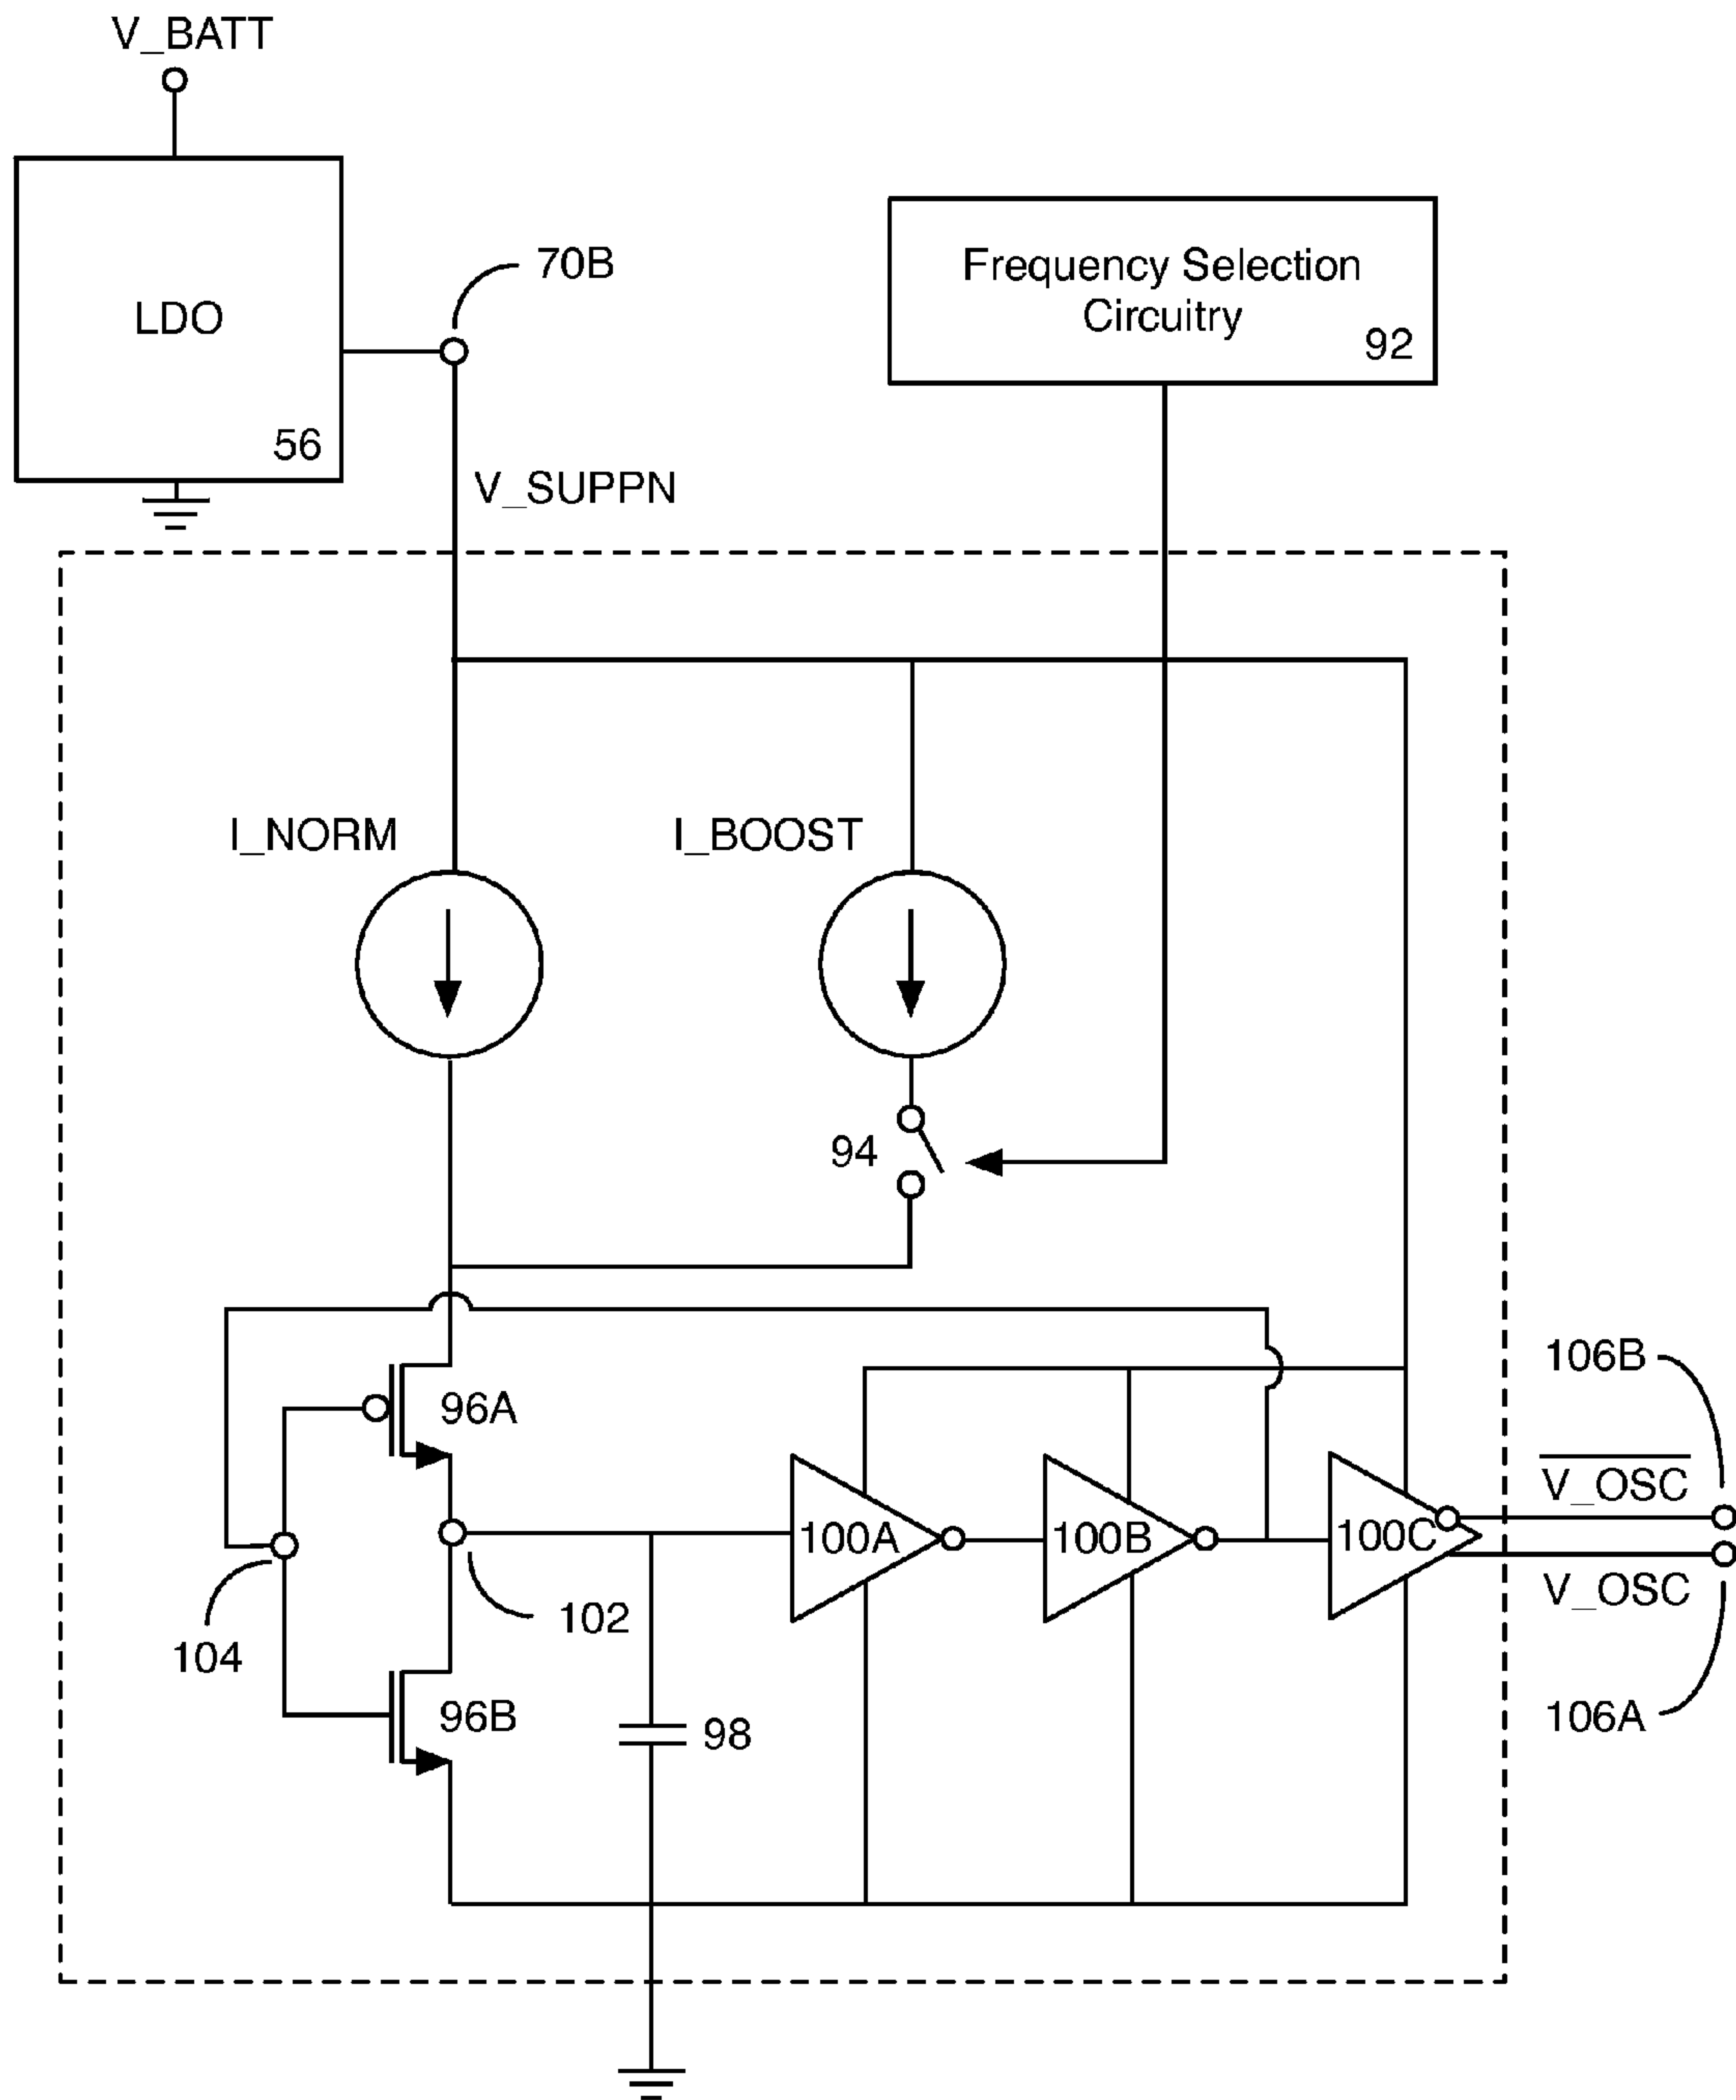 V_BATT
LDO
56
70B
V_SUPPN
Frequency Selection
Circuitry
92
I_NORM
I_BOOST
94
96A
96B
98
100A
100B
100C
102
104
106B
V_OSC
V_OSC
106A